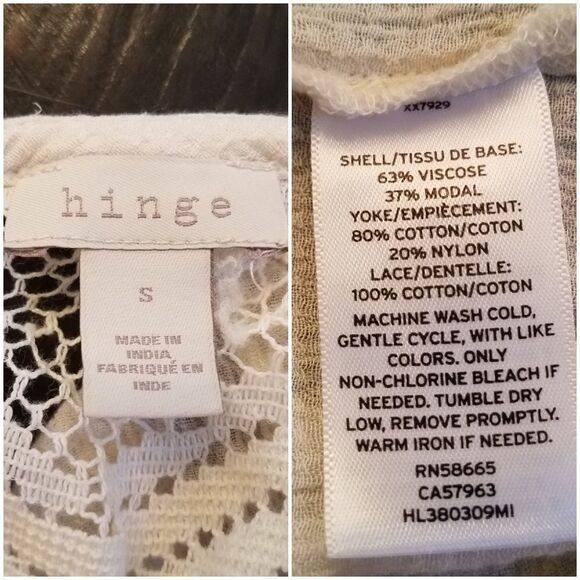 hinge
S
MADE IN
INDIA
FABRIQUÉ EN
INDE
XX7929
SHELL/TISSU DE BASE:
63% VISCOSE
37% MODAL
YOKE/EMPIÈCEMENT:
80% COTTON/COTON
20% NYLON
LACE/DENTELLE:
100% COTTON/COTON
MACHINE WASH COLD,
GENTLE CYCLE, WITH LIKE
COLORS. ONLY
NON-CHLORINE BLEACH IF
NEEDED. TUMBLE DRY
LOW, REMOVE PROMPTLY.
WARM IRON IF NEEDED.
RN58665
CA57963
HL380309MI